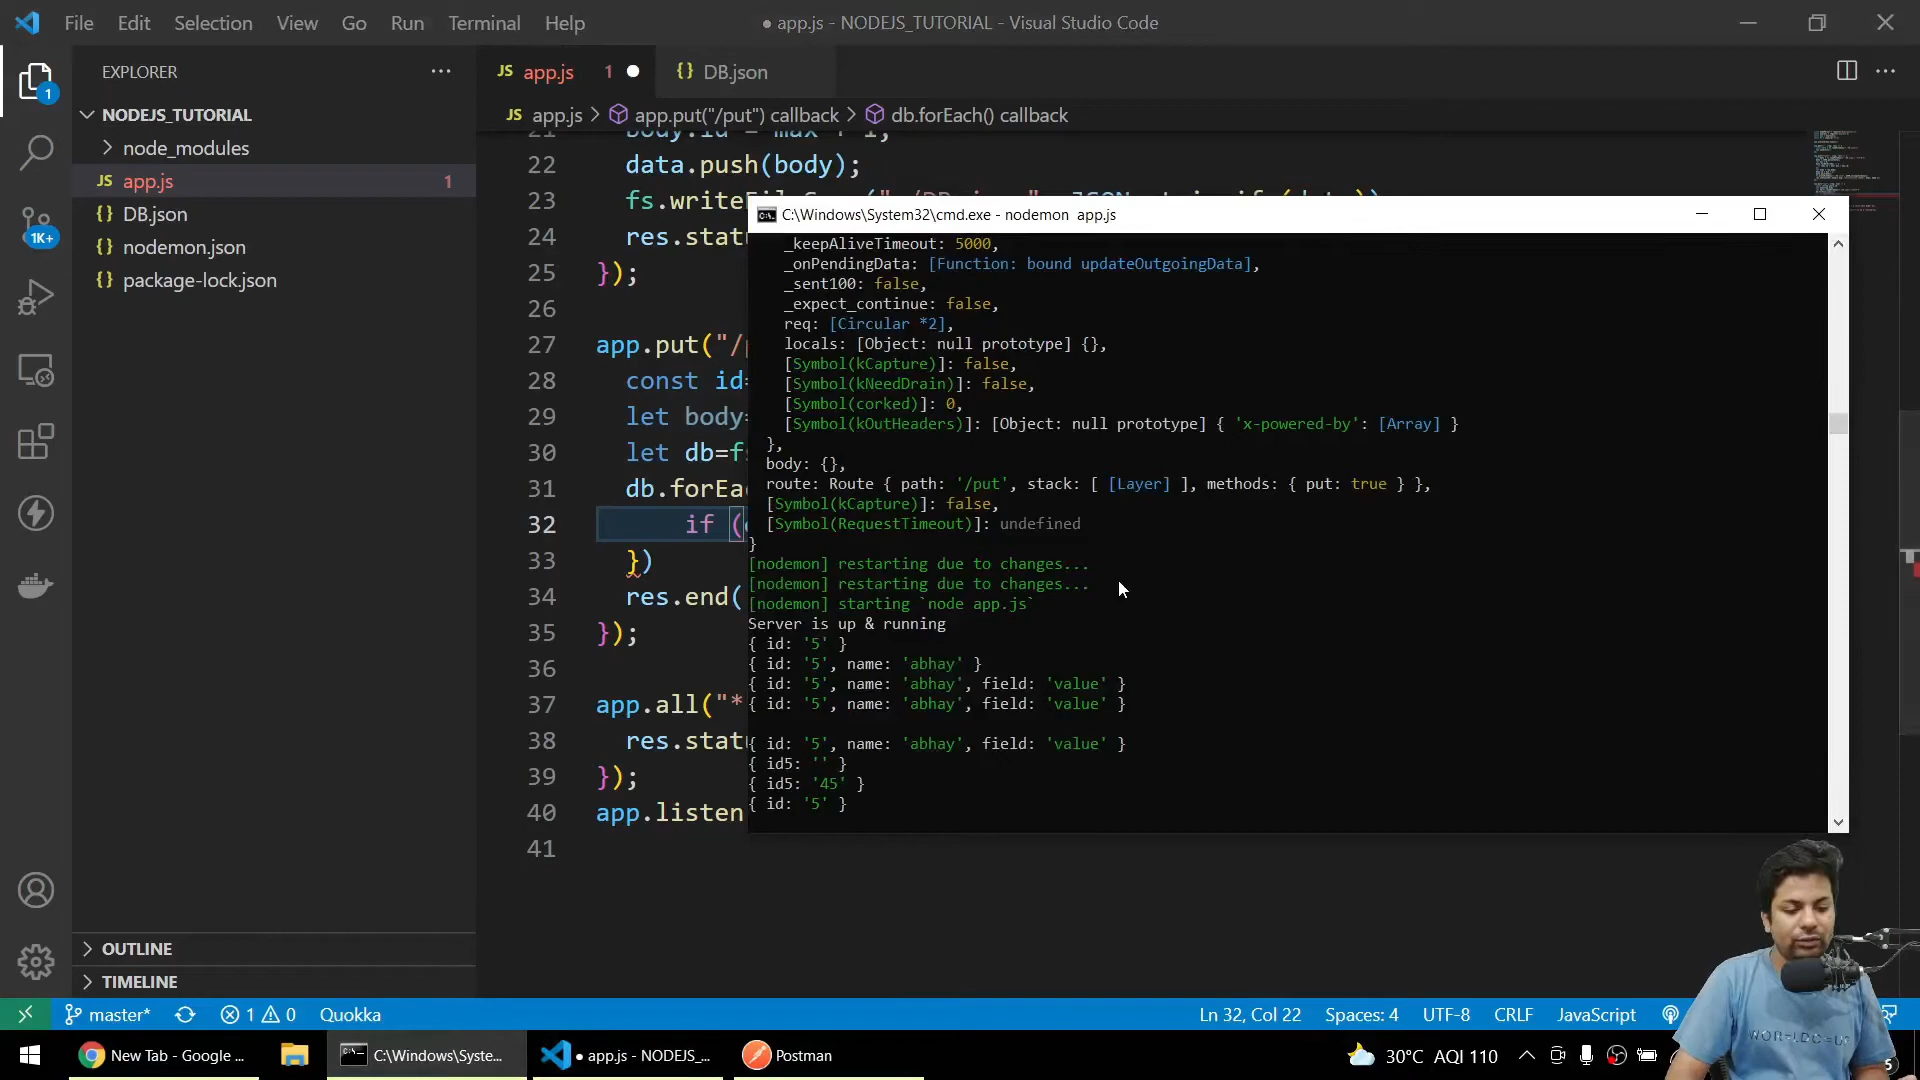 File Edit Selection View Go Run Terminal Help
● app.js - NODEJS_TUTORIAL - Visual Studio Code
EXPLORER
NODEJS_TUTORIAL
node_modules
JS app.js 1
{} DB.json
{} nodemon.json
{} package-lock.json
OUTLINE
TIMELINE
1
1K+
JS app.js 1
{} DB.json
JS app.js > app.put("/put") callback > db.forEach() callback
21 body.id = max + 1;
22 data.push(body);
23 fs.writeFileSync("./DB.json", JSON.stringify(data));
24 res.statu
25 });
26
27 app.put("/p
28 const id=
29 let body=
30 let db=fs
31 db.forEac
32 if (
33 })
34 res.end(
35 });
36
37 app.all("*
38 res.statu
39 });
40 app.listen
41
C:\Windows\System32\cmd.exe - nodemon app.js
_keepAliveTimeout: 5000,
_onPendingData: [Function: bound updateOutgoingData],
_sent100: false,
_expect_continue: false,
req: [Circular *2],
locals: [Object: null prototype] {},
[Symbol(kCapture)]: false,
[Symbol(kNeedDrain)]: false,
[Symbol(corked)]: 0,
[Symbol(kOutHeaders)]: [Object: null prototype] { 'x-powered-by': [Array] }
},
body: {},
route: Route { path: '/put', stack: [ [Layer] ], methods: { put: true } },
[Symbol(kCapture)]: false,
[Symbol(RequestTimeout)]: undefined
}
[nodemon] restarting due to changes...
[nodemon] restarting due to changes...
[nodemon] starting `node app.js`
Server is up & running
{ id: '5' }
{ id: '5', name: 'abhay' }
{ id: '5', name: 'abhay', field: 'value' }
{ id: '5', name: 'abhay', field: 'value' }
{ id: '5', name: 'abhay', field: 'value' }
{ id5: '' }
{ id5: '45' }
{ id: '5' }
master* 1 0 Quokka
Ln 32, Col 22 Spaces: 4 UTF-8 CRLF JavaScript
New Tab - Google ... C:\Windows\Syste... ● app.js - NODEJS_... Postman
30°C AQI 110
5